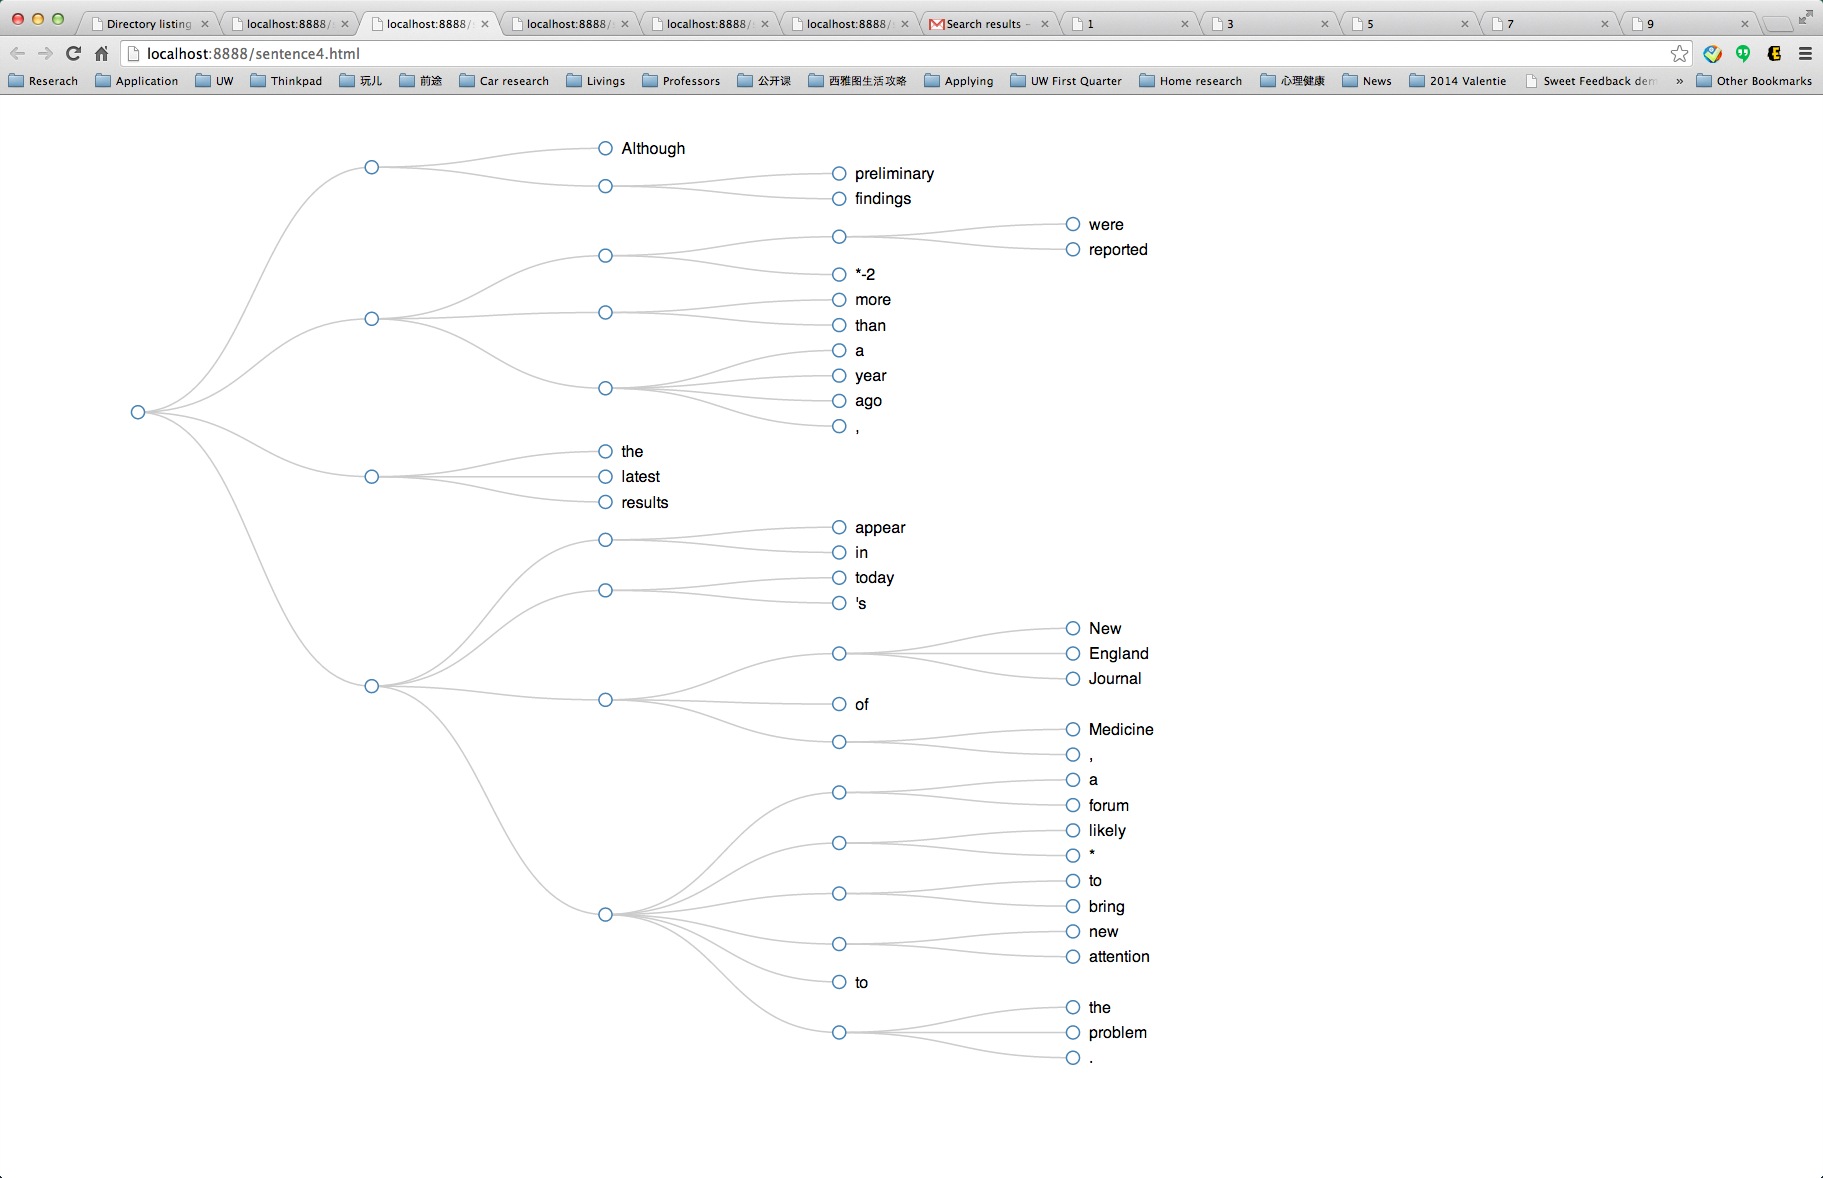 Directory listing
localhost:8888/
localhost:8888/
localhost:8888/
localhost:8888/
localhost:8888/
Search results -
1
3
5
7
9
localhost:8888/sentence4.html
Reserach
Application
UW
Thinkpad
玩儿
前途
Car research
Livings
Professors
公开课
西雅图生活攻略
Applying
UW First Quarter
Home research
心理健康
News
2014 Valentie
Sweet Feedback dem
»
Other Bookmarks
Although
preliminary
findings
were
reported
*-2
more
than
a
year
ago
,
the
latest
results
appear
in
today
's
New
England
Journal
of
Medicine
,
a
forum
likely
*
to
bring
new
attention
to
the
problem
.